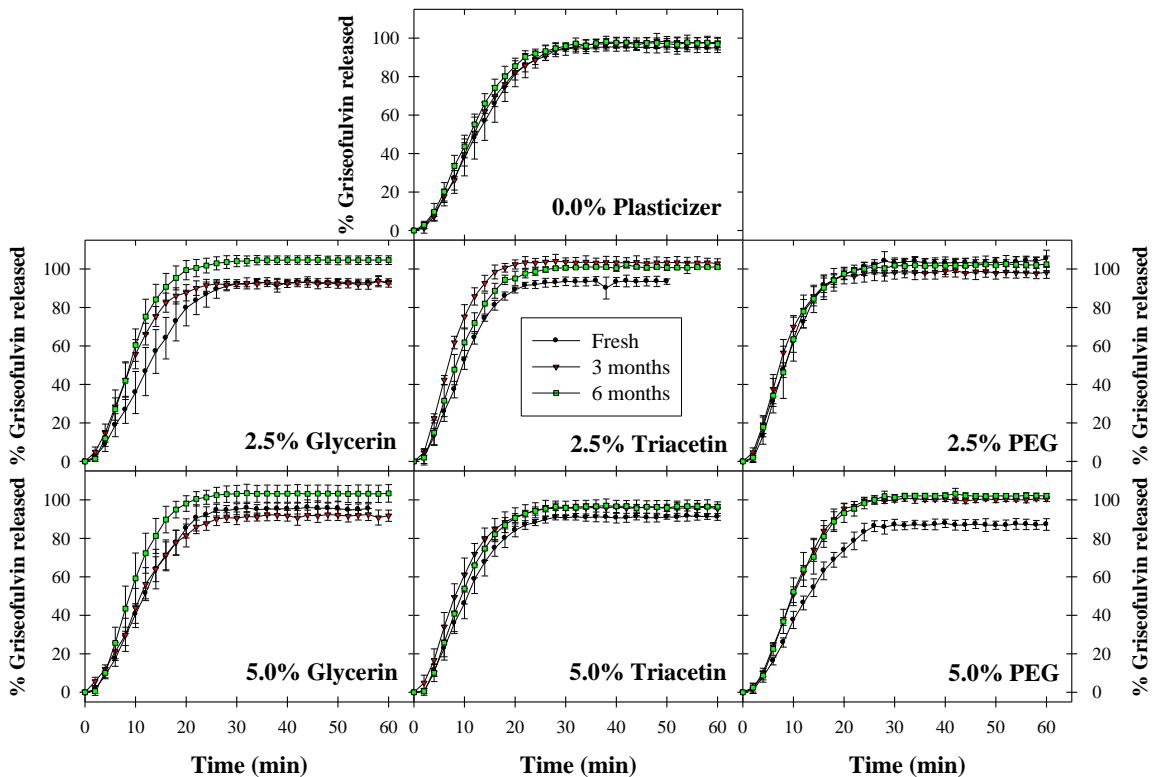 % Griseofulvin released
100
80
60
40
20
0
0.0% Plasticizer
% Griseofulvin released
100
80
60
40
20
0
2.5% Glycerin
Fresh
3 months
6 months
2.5% Triacetin
2.5% PEG
100
80
60
40
20
0
% Griseofulvin released
% Griseofulvin released
100
80
60
40
20
0
5.0% Glycerin
5.0% Triacetin
5.0% PEG
100
80
60
40
20
0
% Griseofulvin released
0 10 20 30 40 50 60
0 10 20 30 40 50 60
0 10 20 30 40 50 60
Time (min)
Time (min)
Time (min)